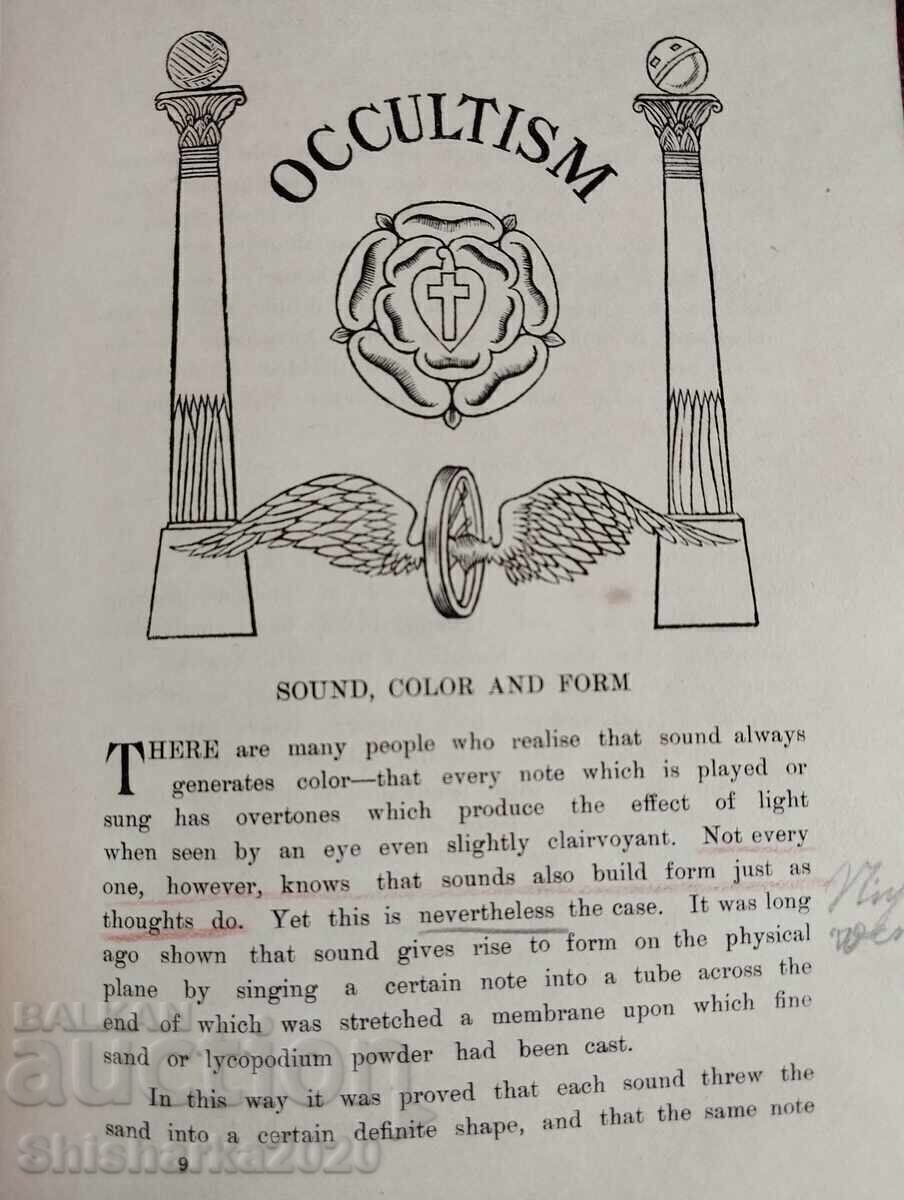 OCCULTISM
SOUND, COLOR AND FORM
THERE are many people who realise that sound always
generates color—that every note which is played or
sung has overtones which produce the effect of light
when seen by an eye even slightly clairvoyant. Not every
one, however, knows that sounds also build form just as
thoughts do. Yet this is nevertheless the case. It was long
ago shown that sound gives rise to form on the physical
plane by singing a certain note into a tube across the
end of which was stretched a membrane upon which fine
sand or lycopodium powder had been cast.
In this way it was proved that each sound threw the
sand into a certain definite shape, and that the same note
9
BALKAN
auction
Shisharka2020